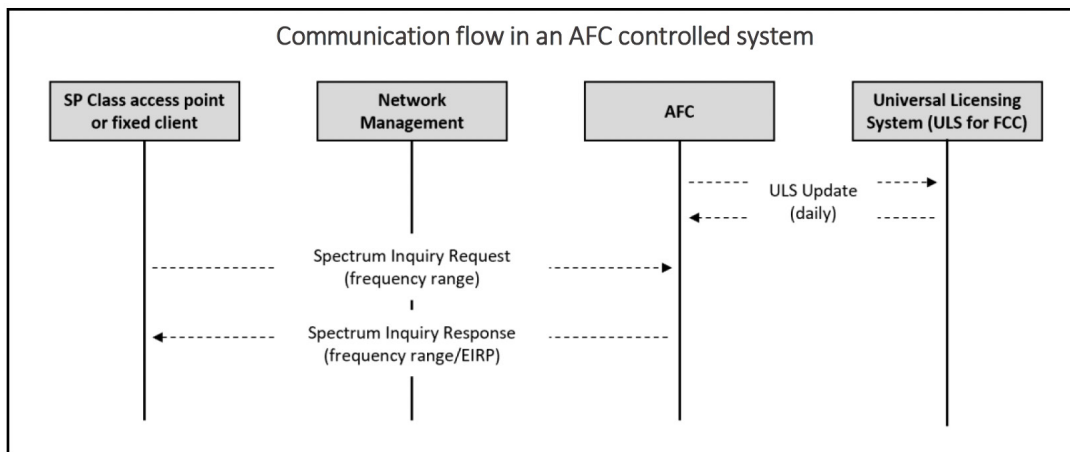 Communication flow in an AFC controlled system
SP Class access point
or fixed client
Network
Management
AFC
Universal Licensing
System (ULS for FCC)
ULS Update
(daily)
Spectrum Inquiry Request
(frequency range)
Spectrum Inquiry Response
(frequency range/EIRP)